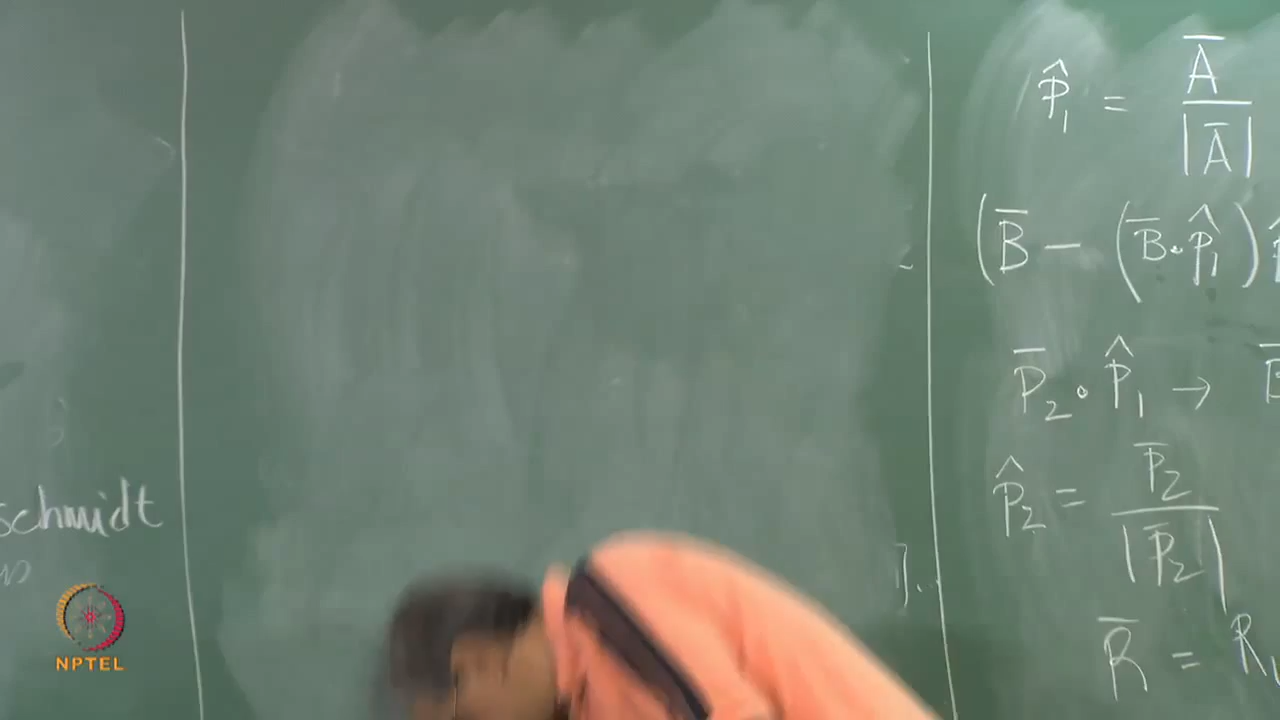 schmidt
NPTEL
P̂₁ = A̅ / |A̅|
(B̅ − (B̅·P̂₁)
P̅₂·P̂₁ →
P̂₂ = P̅₂ / |P̅₂|
R̅ = R